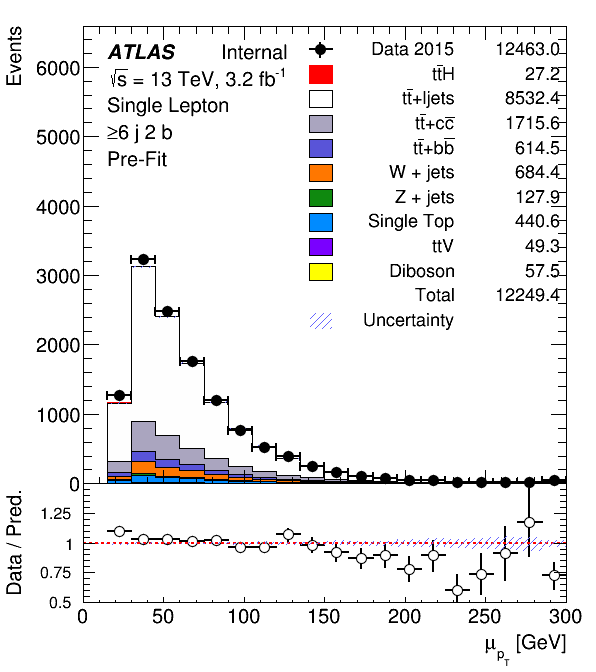 Events
6000
5000
4000
3000
2000
1000
0
ATLAS Internal
√s = 13 TeV, 3.2 fb⁻¹
Single Lepton
≥6 j 2 b
Pre-Fit
Data 2015 12463.0
tt̄H 27.2
tt̄+ljets 8532.4
tt̄+cc̄ 1715.6
tt̄+bb̄ 614.5
W + jets 684.4
Z + jets 127.9
Single Top 440.6
ttV 49.3
Diboson 57.5
Total 12249.4
Uncertainty
Data / Pred.
1.25
1
0.75
0.5
0 50 100 150 200 250 300
μ_pT [GeV]